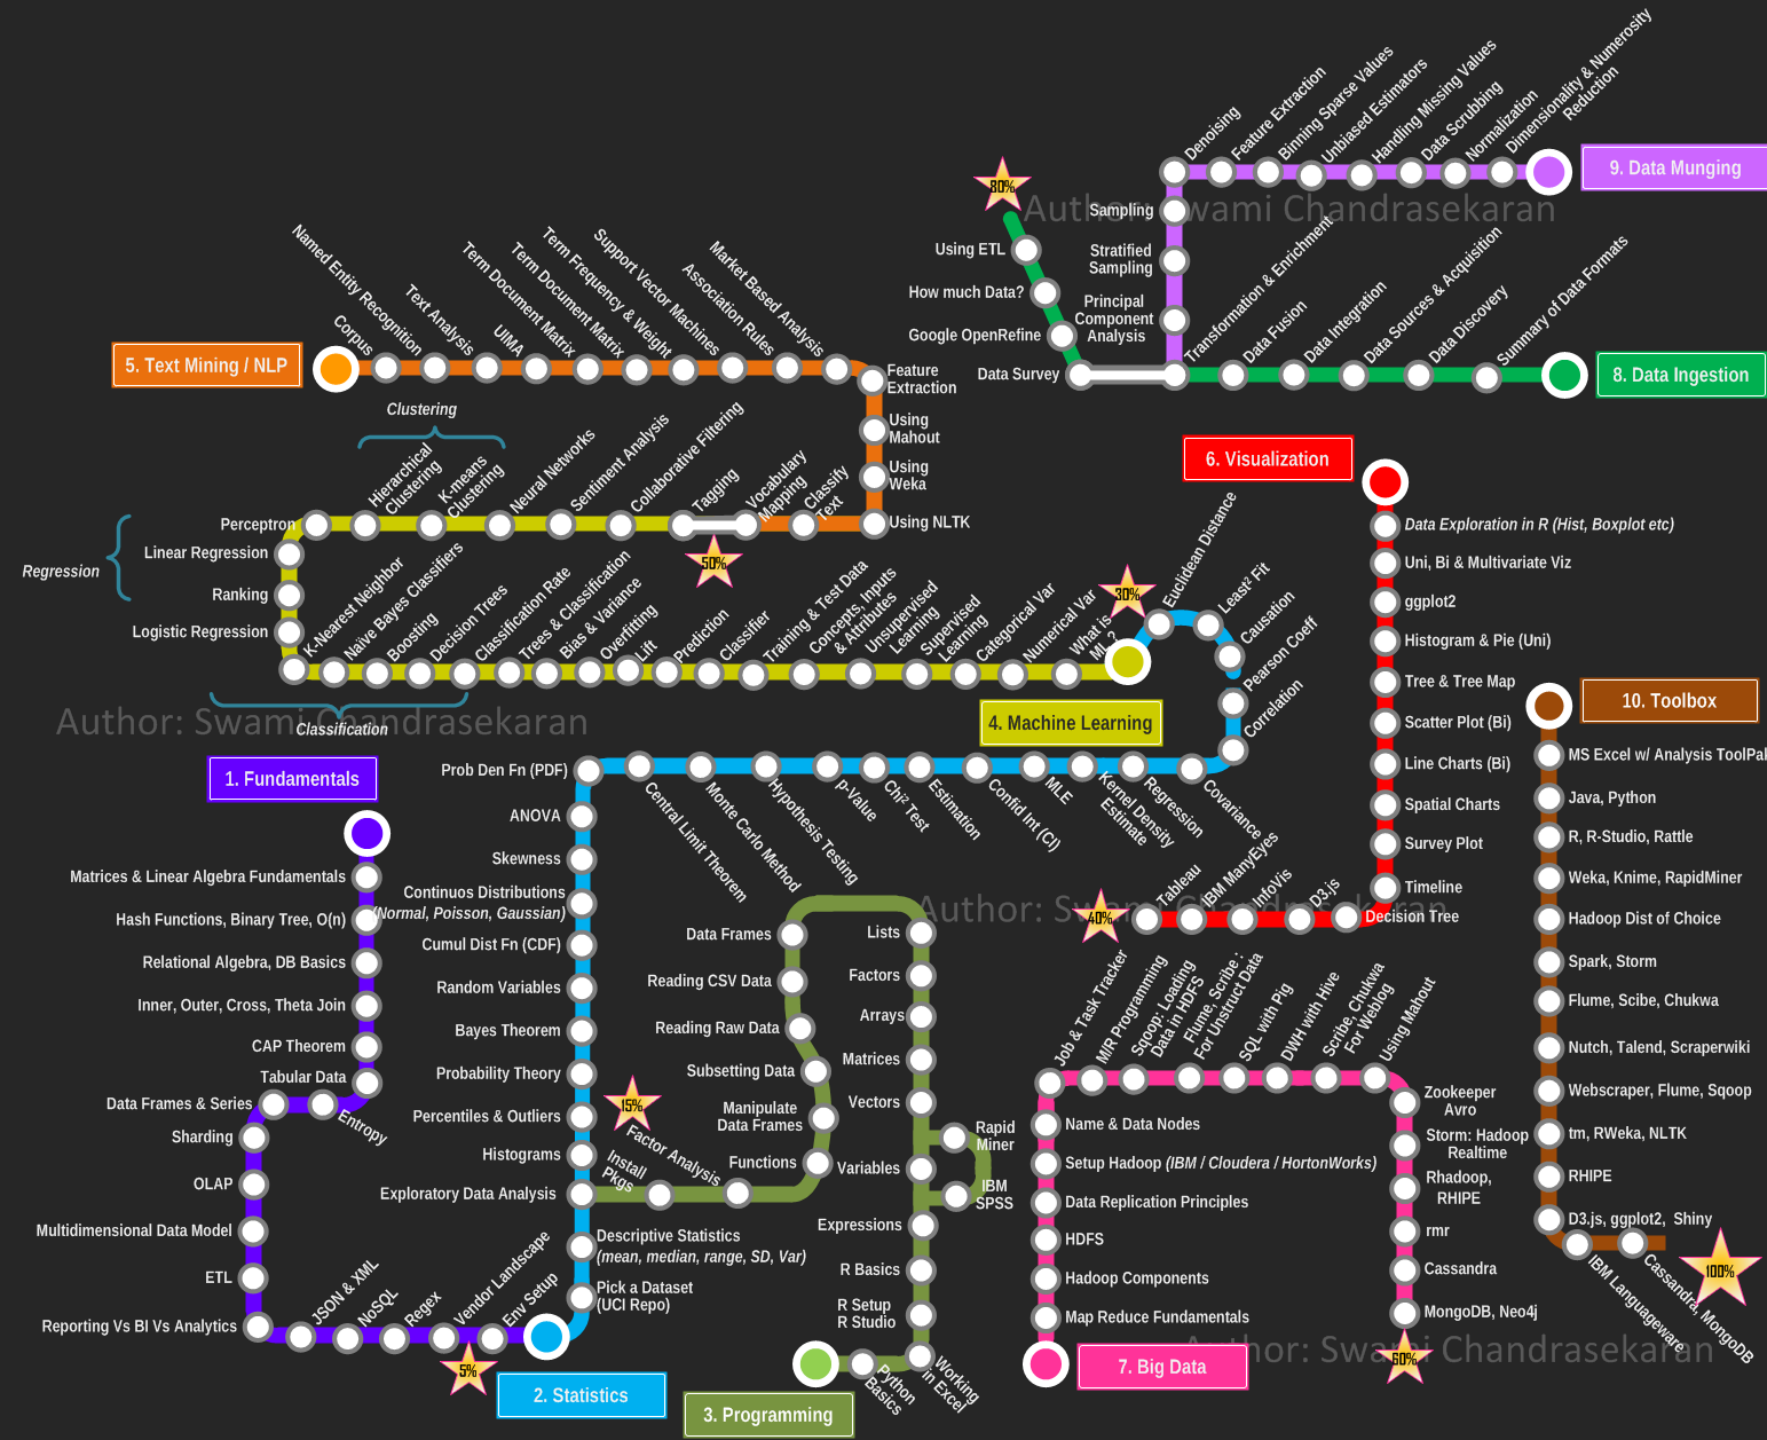 Dimensionality & Numerosity
Reduction
Normalization
Data Scrubbing
Handling Missing Values
Unbiased Estimators
Binning Sparse Values
Feature Extraction
Denoising
9. Data Munging
80%
Author: Swami Chandrasekaran
Sampling
Stratified
Sampling
Principal
Component
Analysis
Using ETL
How much Data?
Google OpenRefine
Data Survey
Transformation & Enrichment
Data Fusion
Data Integration
Data Sources & Acquisition
Data Discovery
Summary of Data Formats
8. Data Ingestion
5. Text Mining / NLP
Corpus
Named Entity Recognition
Text Analysis
UIMA
Term Document Matrix
Term Document Matrix
Term Frequency & Weight
Support Vector Machines
Association Rules
Market Based Analysis
Feature
Extraction
Using
Mahout
Using
Weka
Using NLTK
Classify
Text
Vocabulary
Mapping
50%
Tagging
Collaborative Filtering
Sentiment Analysis
Neural Networks
K-means
Clustering
Hierarchical
Clustering
Clustering
Perceptron
Linear Regression
Regression
Ranking
Logistic Regression
K-Nearest Neighbor
Naïve Bayes Classifiers
Boosting
Decision Trees
Classification Rate
Trees & Classification
Bias & Variance
Overfitting
Lift
Prediction
Classifier
Training & Test Data
Concepts, Inputs
& Attributes
Unsupervised
Learning
Supervised
Learning
Categorical Var
Numerical Var
What is
ML?
Classification
Author: Swami Chandrasekaran
4. Machine Learning
30%
Euclidean Distance
Least² Fit
Causation
Pearson Coeff
Correlation
Covariance
Regression
Kernel Density
Estimate
MLE
Confid Int (CI)
Estimation
Chi² Test
p-Value
Hypothesis Testing
Monte Carlo Method
Central Limit Theorem
Prob Den Fn (PDF)
ANOVA
Skewness
Continuos Distributions
(Normal, Poisson, Gaussian)
Cumul Dist Fn (CDF)
Random Variables
Bayes Theorem
Probability Theory
Percentiles & Outliers
Histograms
Exploratory Data Analysis
Descriptive Statistics
(mean, median, range, SD, Var)
Pick a Dataset
(UCI Repo)
2. Statistics
1. Fundamentals
Matrices & Linear Algebra Fundamentals
Hash Functions, Binary Tree, O(n)
Relational Algebra, DB Basics
Inner, Outer, Cross, Theta Join
CAP Theorem
Tabular Data
Entropy
Data Frames & Series
Sharding
OLAP
Multidimensional Data Model
ETL
Reporting Vs BI Vs Analytics
JSON & XML
NoSQL
Regex
Vendor Landscape
Env Setup
5%
15%
Install
Pkgs
Factor Analysis
Functions
Manipulate
Data Frames
Subsetting Data
Reading Raw Data
Reading CSV Data
Data Frames
Lists
Factors
Arrays
Matrices
Vectors
Variables
Rapid
Miner
IBM
SPSS
Expressions
R Basics
R Setup
R Studio
Working
in Excel
Python
Basics
3. Programming
6. Visualization
Data Exploration in R (Hist, Boxplot etc)
Uni, Bi & Multivariate Viz
ggplot2
Histogram & Pie (Uni)
Tree & Tree Map
Scatter Plot (Bi)
Line Charts (Bi)
Spatial Charts
Survey Plot
Timeline
Decision Tree
D3.js
InfoVis
IBM ManyEyes
Tableau
40%
Author: Swami Chandrasekaran
Job & Task Tracker
M/R Programming
Sqoop: Loading
Data in HDFS
Flume, Scribe :
For Unstruct Data
SQL with Pig
DWH with Hive
Scribe, Chukwa
For Weblog
Using Mahout
Name & Data Nodes
Setup Hadoop (IBM / Cloudera / HortonWorks)
Data Replication Principles
HDFS
Hadoop Components
Map Reduce Fundamentals
7. Big Data
Zookeeper
Avro
Storm: Hadoop
Realtime
Rhadoop,
RHIPE
rmr
Cassandra
MongoDB, Neo4j
60%
Author: Swami Chandrasekaran
10. Toolbox
MS Excel w/ Analysis ToolPak
Java, Python
R, R-Studio, Rattle
Weka, Knime, RapidMiner
Hadoop Dist of Choice
Spark, Storm
Flume, Scibe, Chukwa
Nutch, Talend, Scraperwiki
Webscraper, Flume, Sqoop
tm, RWeka, NLTK
RHIPE
D3.js, ggplot2, Shiny
IBM Languageware
Cassandra, MongoDB
100%